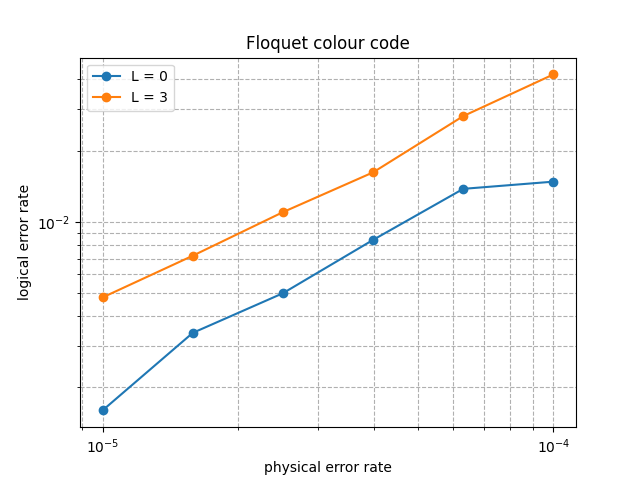 Floquet colour code
L = 0
L = 3
logical error rate
10⁻²
10⁻⁵
10⁻⁴
physical error rate